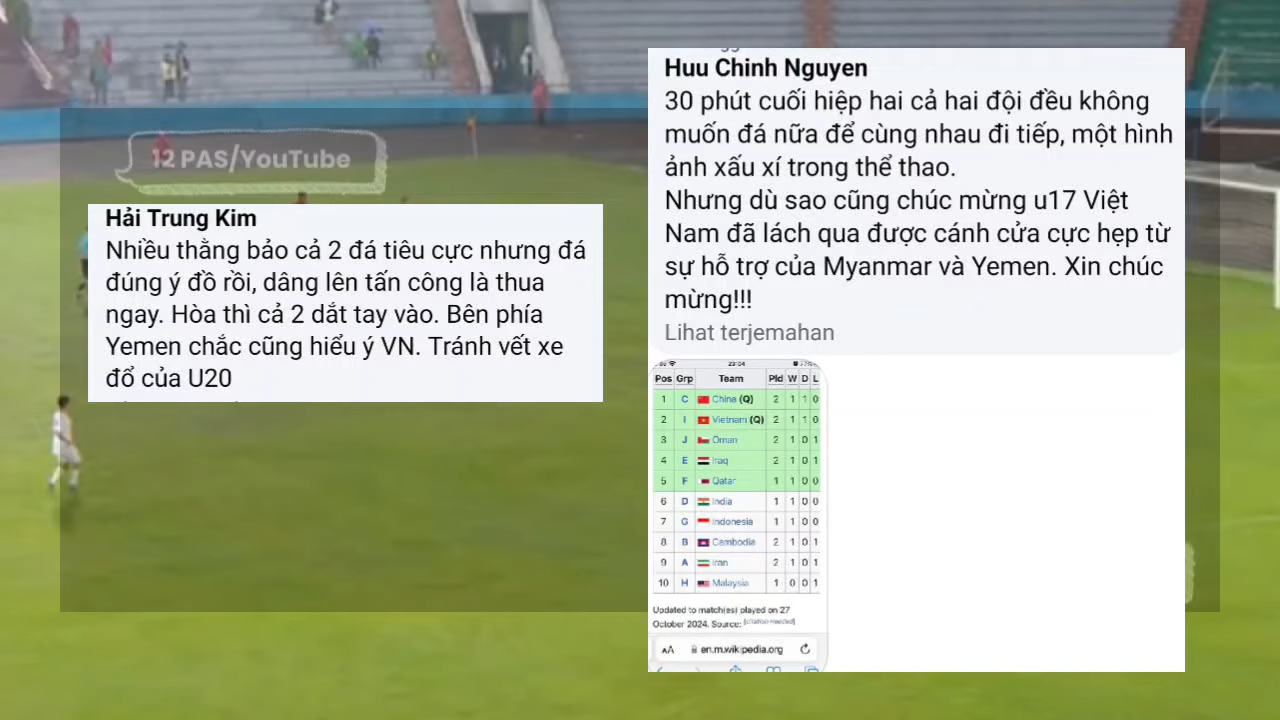 12 PAS/YouTube
Hải Trung Kim
Nhiều thằng bảo cả 2 đá tiêu cực nhưng đá
đúng ý đồ rồi, dâng lên tấn công là thua
ngay. Hòa thì cả 2 dắt tay vào. Bên phía
Yemen chắc cũng hiểu ý VN. Tránh vết xe
đổ của U20
Huu Chinh Nguyen
30 phút cuối hiệp hai cả hai đội đều không
muốn đá nữa để cùng nhau đi tiếp, một hình
ảnh xấu xí trong thể thao.
Nhưng dù sao cũng chúc mừng u17 Việt
Nam đã lách qua được cánh cửa cực hẹp từ
sự hỗ trợ của Myanmar và Yemen. Xin chúc
mừng!!!
Lihat terjemahan
23:04
Pos Grp Team Pld W D L
1 C China (Q) 2 1 1 0
2 I Vietnam (Q) 2 1 1 0
3 J Oman 2 1 0 1
4 E Iraq 2 1 0 1
5 F Qatar 1 1 0 0
6 D India 1 1 0 0
7 G Indonesia 1 1 0 0
8 B Cambodia 2 1 0 1
9 A Iran 2 1 0 1
10 H Malaysia 1 0 0 1
Updated to match(es) played on 27
October 2024. Source: [citation needed]
AA en.m.wikipedia.org